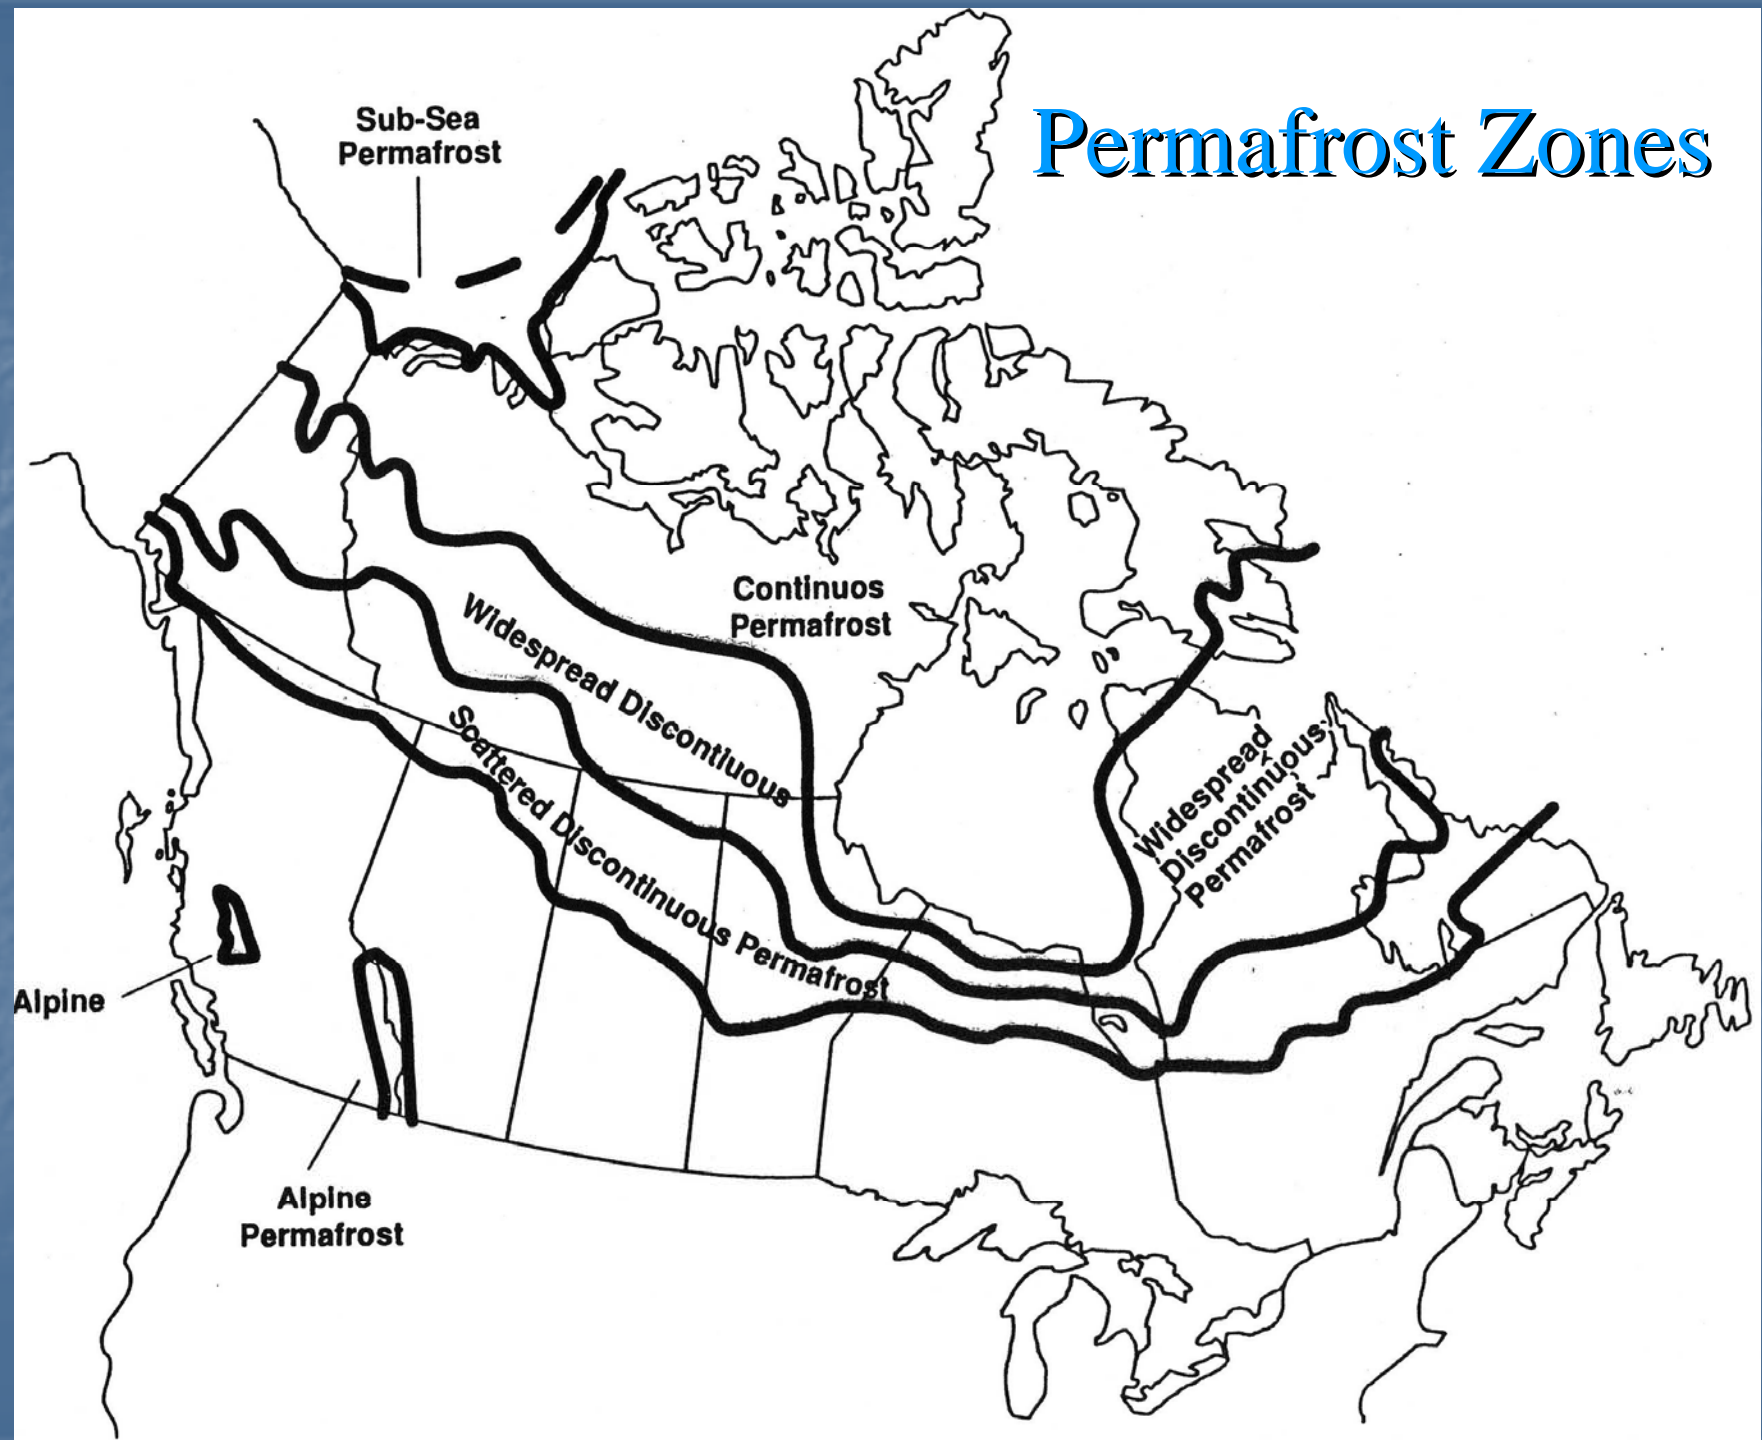 Permafrost Zones
Sub-Sea
Permafrost
Continuos
Permafrost
Widespread Discontiuous
Scattered Discontinuous Permafrost
Widespread
Discontinuous
Permafrost
Alpine
Alpine
Permafrost